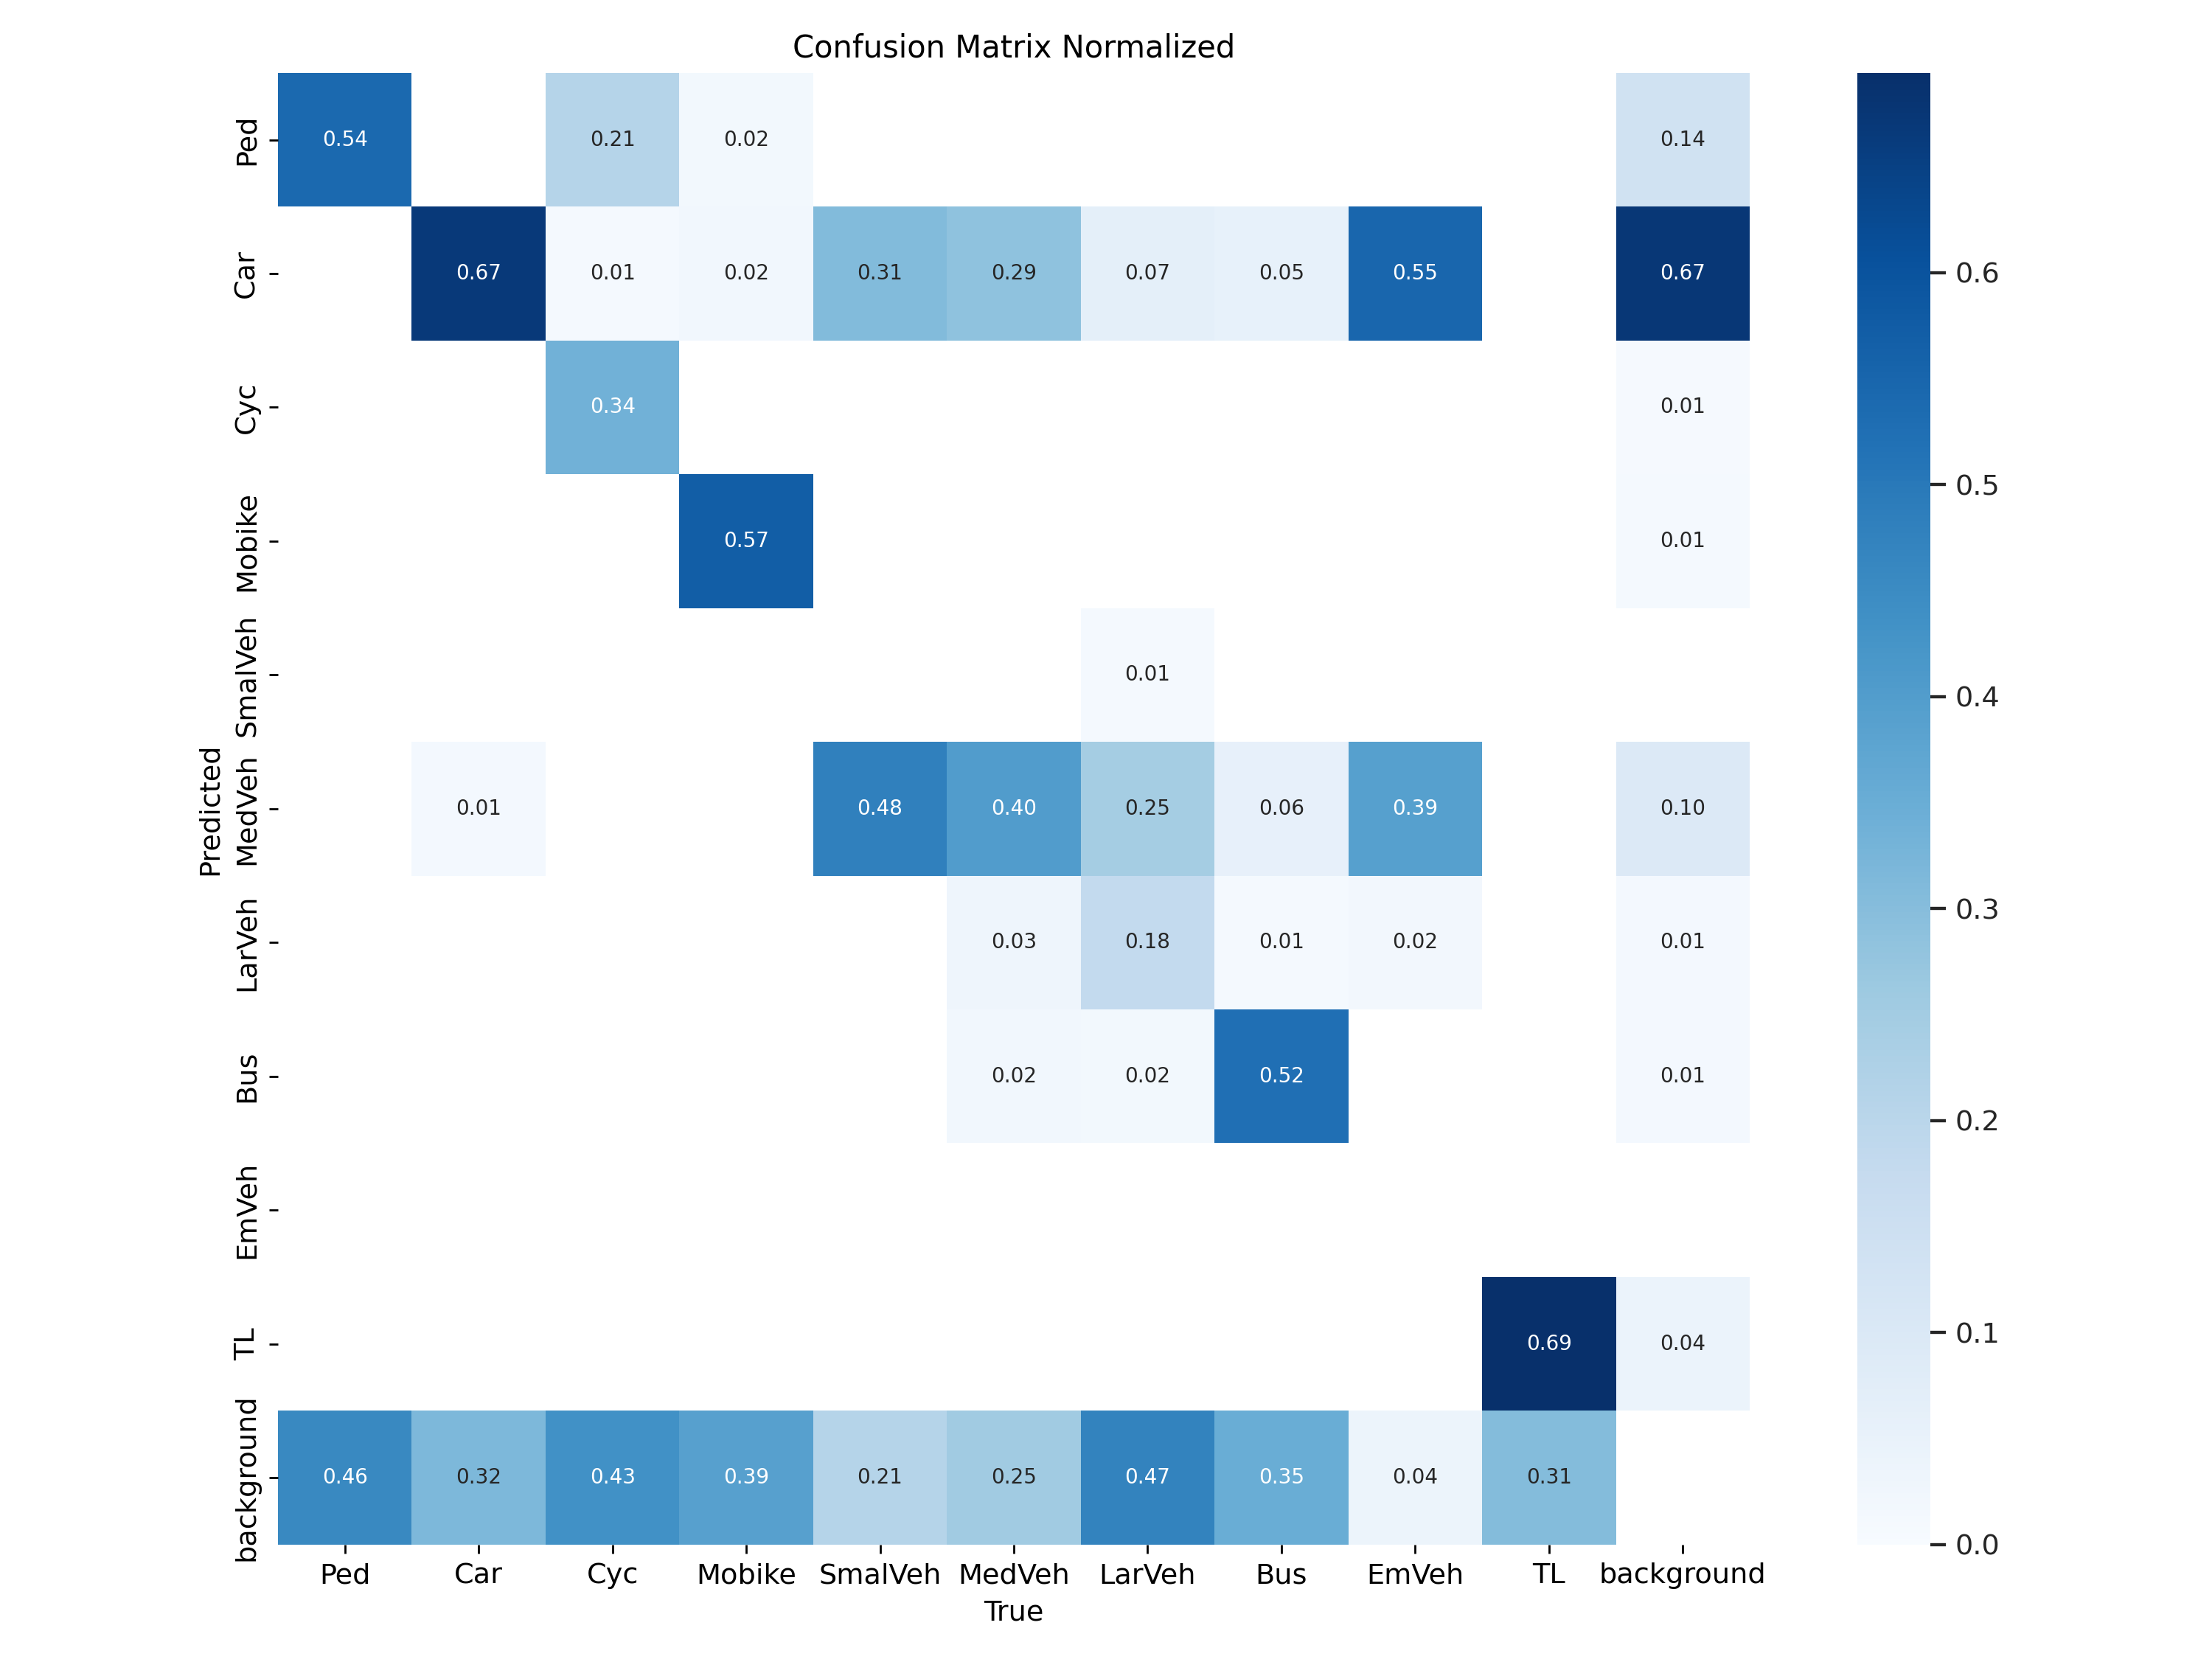 Confusion Matrix Normalized
Ped 0.54 0.21 0.02 0.14
Car 0.67 0.01 0.02 0.31 0.29 0.07 0.05 0.55 0.67
Cyc 0.34 0.01
Mobike 0.57 0.01
SmalVeh 0.01
MedVeh 0.01 0.48 0.40 0.25 0.06 0.39 0.10
LarVeh 0.03 0.18 0.01 0.02 0.01
Bus 0.02 0.02 0.52 0.01
EmVeh
TL 0.69 0.04
background 0.46 0.32 0.43 0.39 0.21 0.25 0.47 0.35 0.04 0.31
Predicted
Ped Car Cyc Mobike SmalVeh MedVeh LarVeh Bus EmVeh TL background
True
0.6
0.5
0.4
0.3
0.2
0.1
0.0